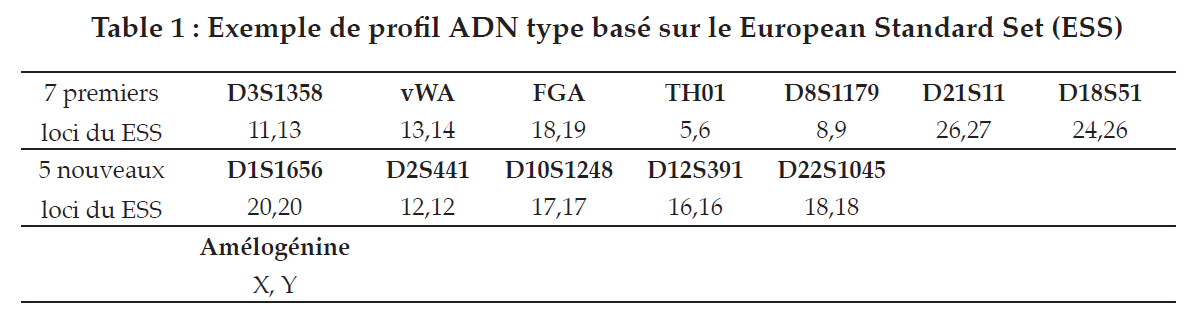 Table 1 : Exemple de profil ADN type basé sur le European Standard Set (ESS)
7 premiers D3S1358 vWA FGA TH01 D8S1179 D21S11 D18S51
loci du ESS 11,13 13,14 18,19 5,6 8,9 26,27 24,26
5 nouveaux D1S1656 D2S441 D10S1248 D12S391 D22S1045
loci du ESS 20,20 12,12 17,17 16,16 18,18
Amélogénine
X, Y